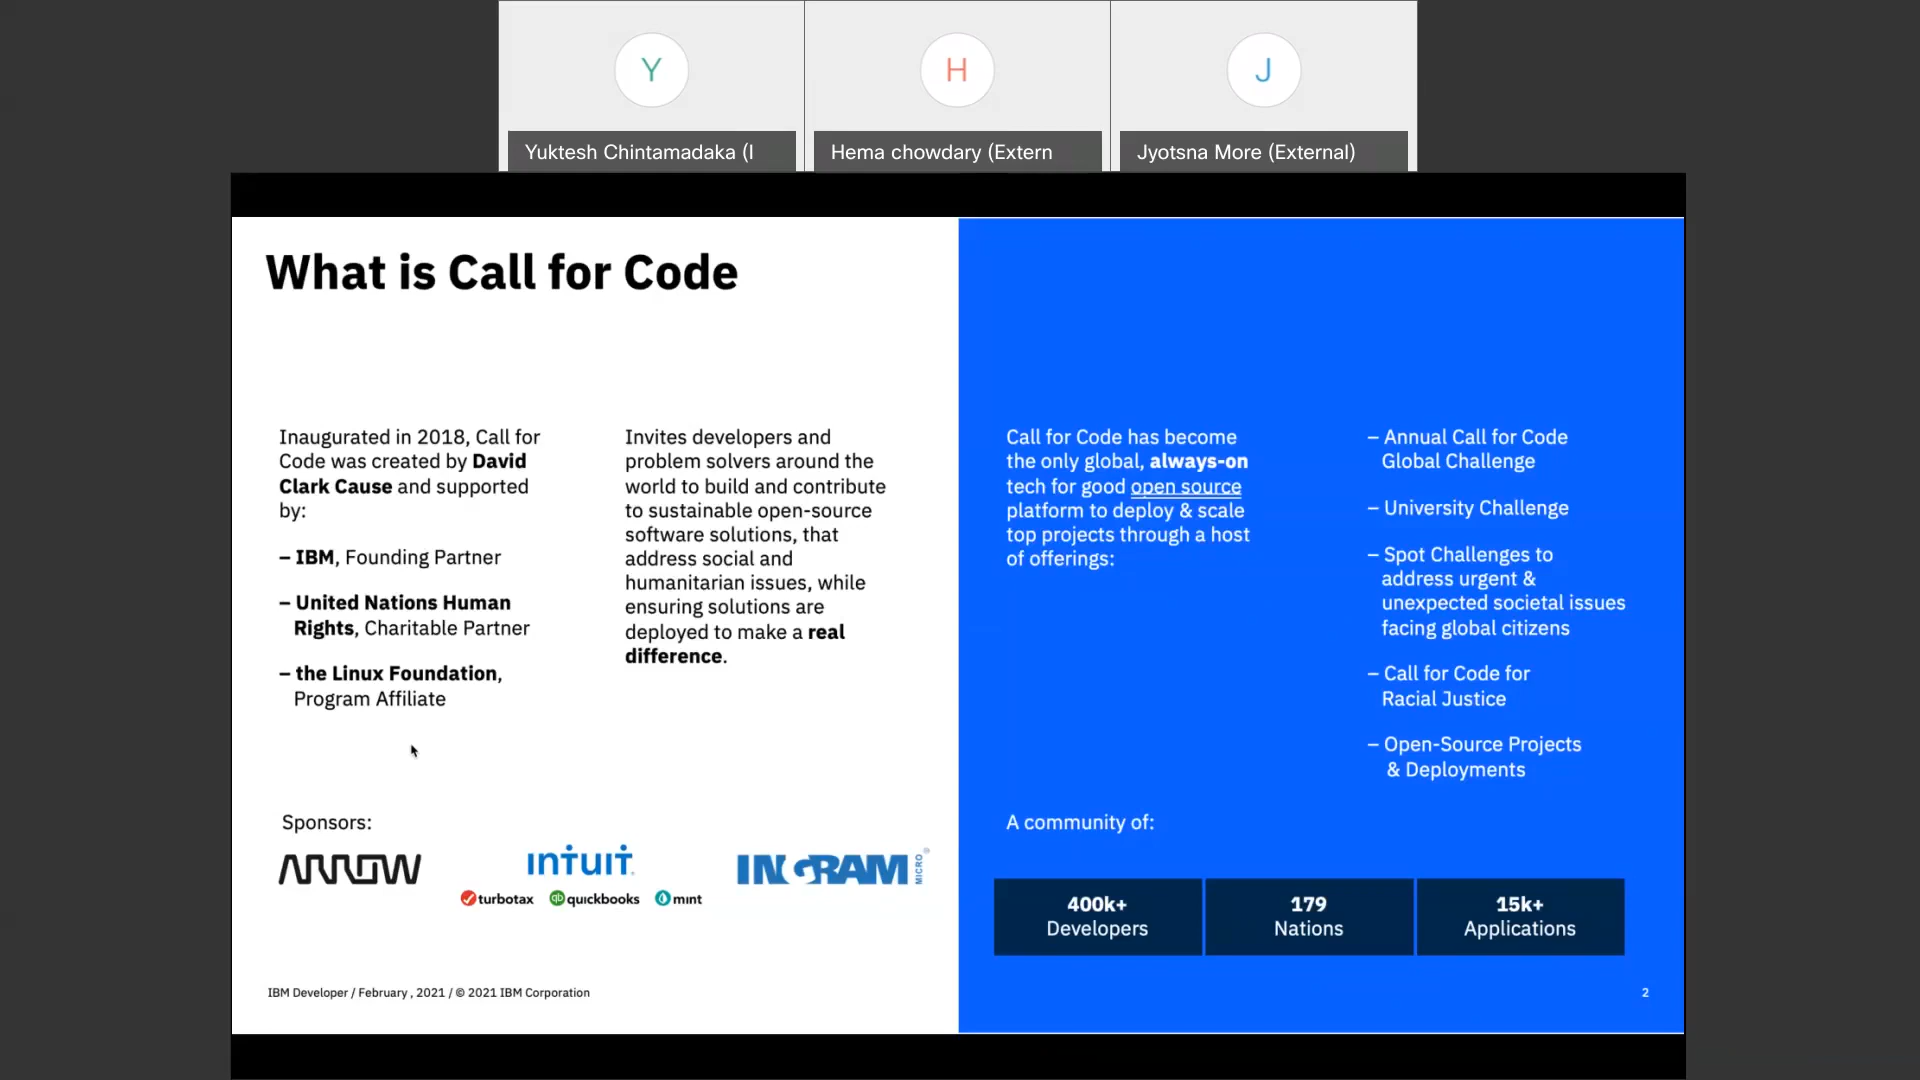 Y
H
J
Yuktesh Chintamadaka (I
Hema chowdary (Extern
Jyotsna More (External)
What is Call for Code
Inaugurated in 2018, Call for
Code was created by David
Clark Cause and supported
by:
– IBM, Founding Partner
– United Nations Human
Rights, Charitable Partner
– the Linux Foundation,
Program Affiliate
Invites developers and
problem solvers around the
world to build and contribute
to sustainable open-source
software solutions, that
address social and
humanitarian issues, while
ensuring solutions are
deployed to make a real
difference.
Sponsors:
ARROW
intuit
turbotax
qb quickbooks
mint
INGRAM MICRO®
IBM Developer / February , 2021 / © 2021 IBM Corporation
Call for Code has become
the only global, always-on
tech for good open source
platform to deploy & scale
top projects through a host
of offerings:
– Annual Call for Code
Global Challenge
– University Challenge
– Spot Challenges to
address urgent &
unexpected societal issues
facing global citizens
– Call for Code for
Racial Justice
– Open-Source Projects
& Deployments
A community of:
400k+
Developers
179
Nations
15k+
Applications
2